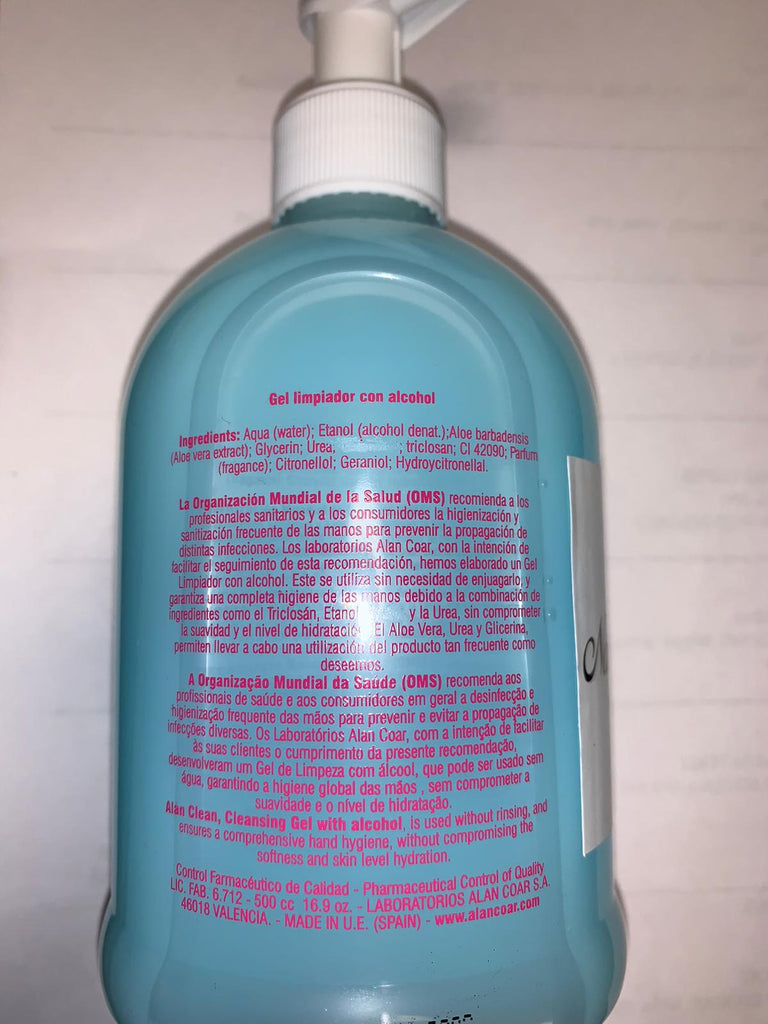 Gel limpiador con alcohol
Ingredients: Aqua (water); Etanol (alcohol denat.);Aloe barbadensis
(Aloe vera extract); Glycerin; Urea, ; triclosan; CI 42090; Parfum
(fragance); Citronellol; Geraniol; Hydroycitronellal.
La Organización Mundial de la Salud (OMS) recomienda a los
profesionales sanitarios y a los consumidores la higienización y
sanitización frecuente de las manos para prevenir la propagación de
distintas infecciones. Los laboratorios Alan Coar, con la intención de
facilitar el seguimiento de esta recomendación, hemos elaborado un Gel
Limpiador con alcohol. Este se utiliza sin necesidad de enjuagarlo, y
garantiza una completa higiene de las manos debido a la combinación de
ingredientes como el Triclosán, Etanol y la Urea, sin comprometer
la suavidad y el nivel de hidratación. El Aloe Vera, Urea y Glicerina,
permiten llevar a cabo una utilización del producto tan frecuente como
deseemos.
A Organização Mundial da Saúde (OMS) recomenda aos
profissionais de saúde e aos consumidores em geral a desinfecção e
higienização frequente das mãos para prevenir e evitar a propagação de
infecções diversas. Os Laboratórios Alan Coar, com a intenção de facilitar
às suas clientes o cumprimento da presente recomendação,
desenvolveram um Gel de Limpeza com álcool, que pode ser usado sem
água, garantindo a higiene global das mãos , sem comprometer a
suavidade e o nível de hidratação.
Alan Clean, Cleansing Gel with alcohol, is used without rinsing, and
ensures a comprehensive hand hygiene, without compromising the
softness and skin level hydration.
Control Farmacéutico de Calidad - Pharmaceutical Control of Quality
LIC. FAB. 6.712 - 500 cc 16.9 oz. - LABORATORIOS ALAN COAR S.A.
46018 VALENCIA. - MADE IN U.E. (SPAIN) - www.alancoar.com